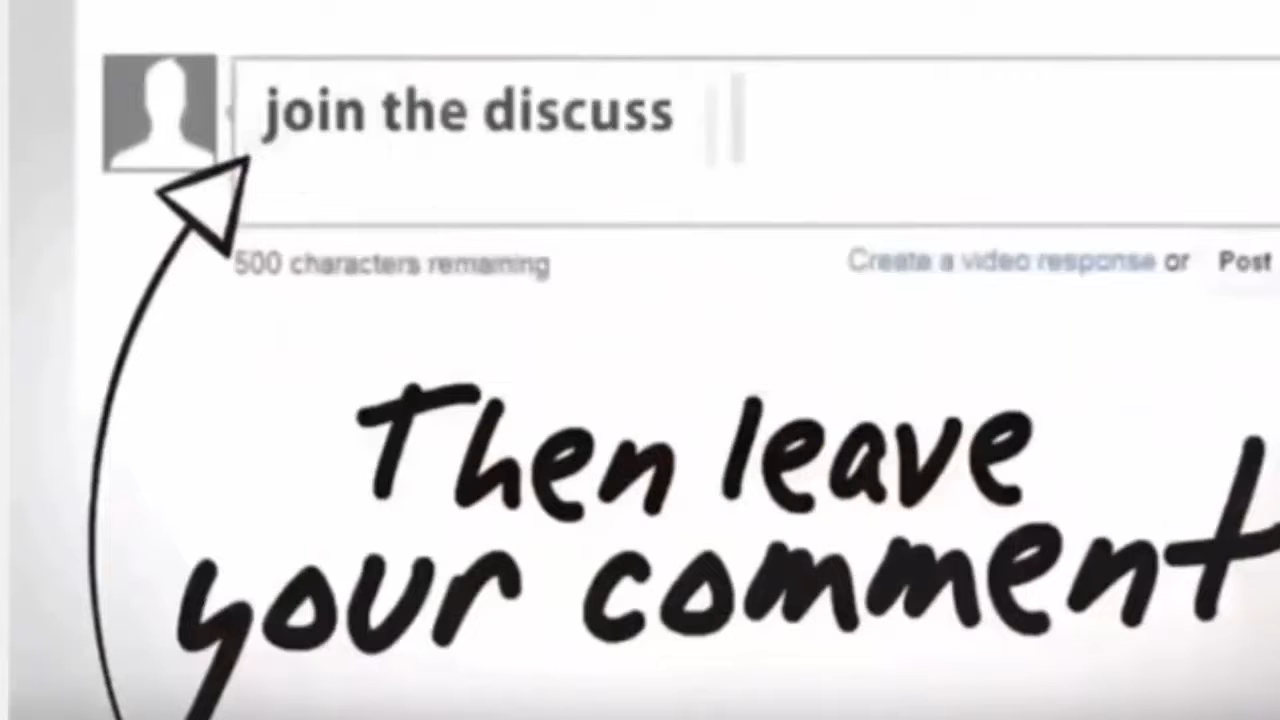 join the discuss
500 characters remaining
Create a video response or Post
Then leave
your comment